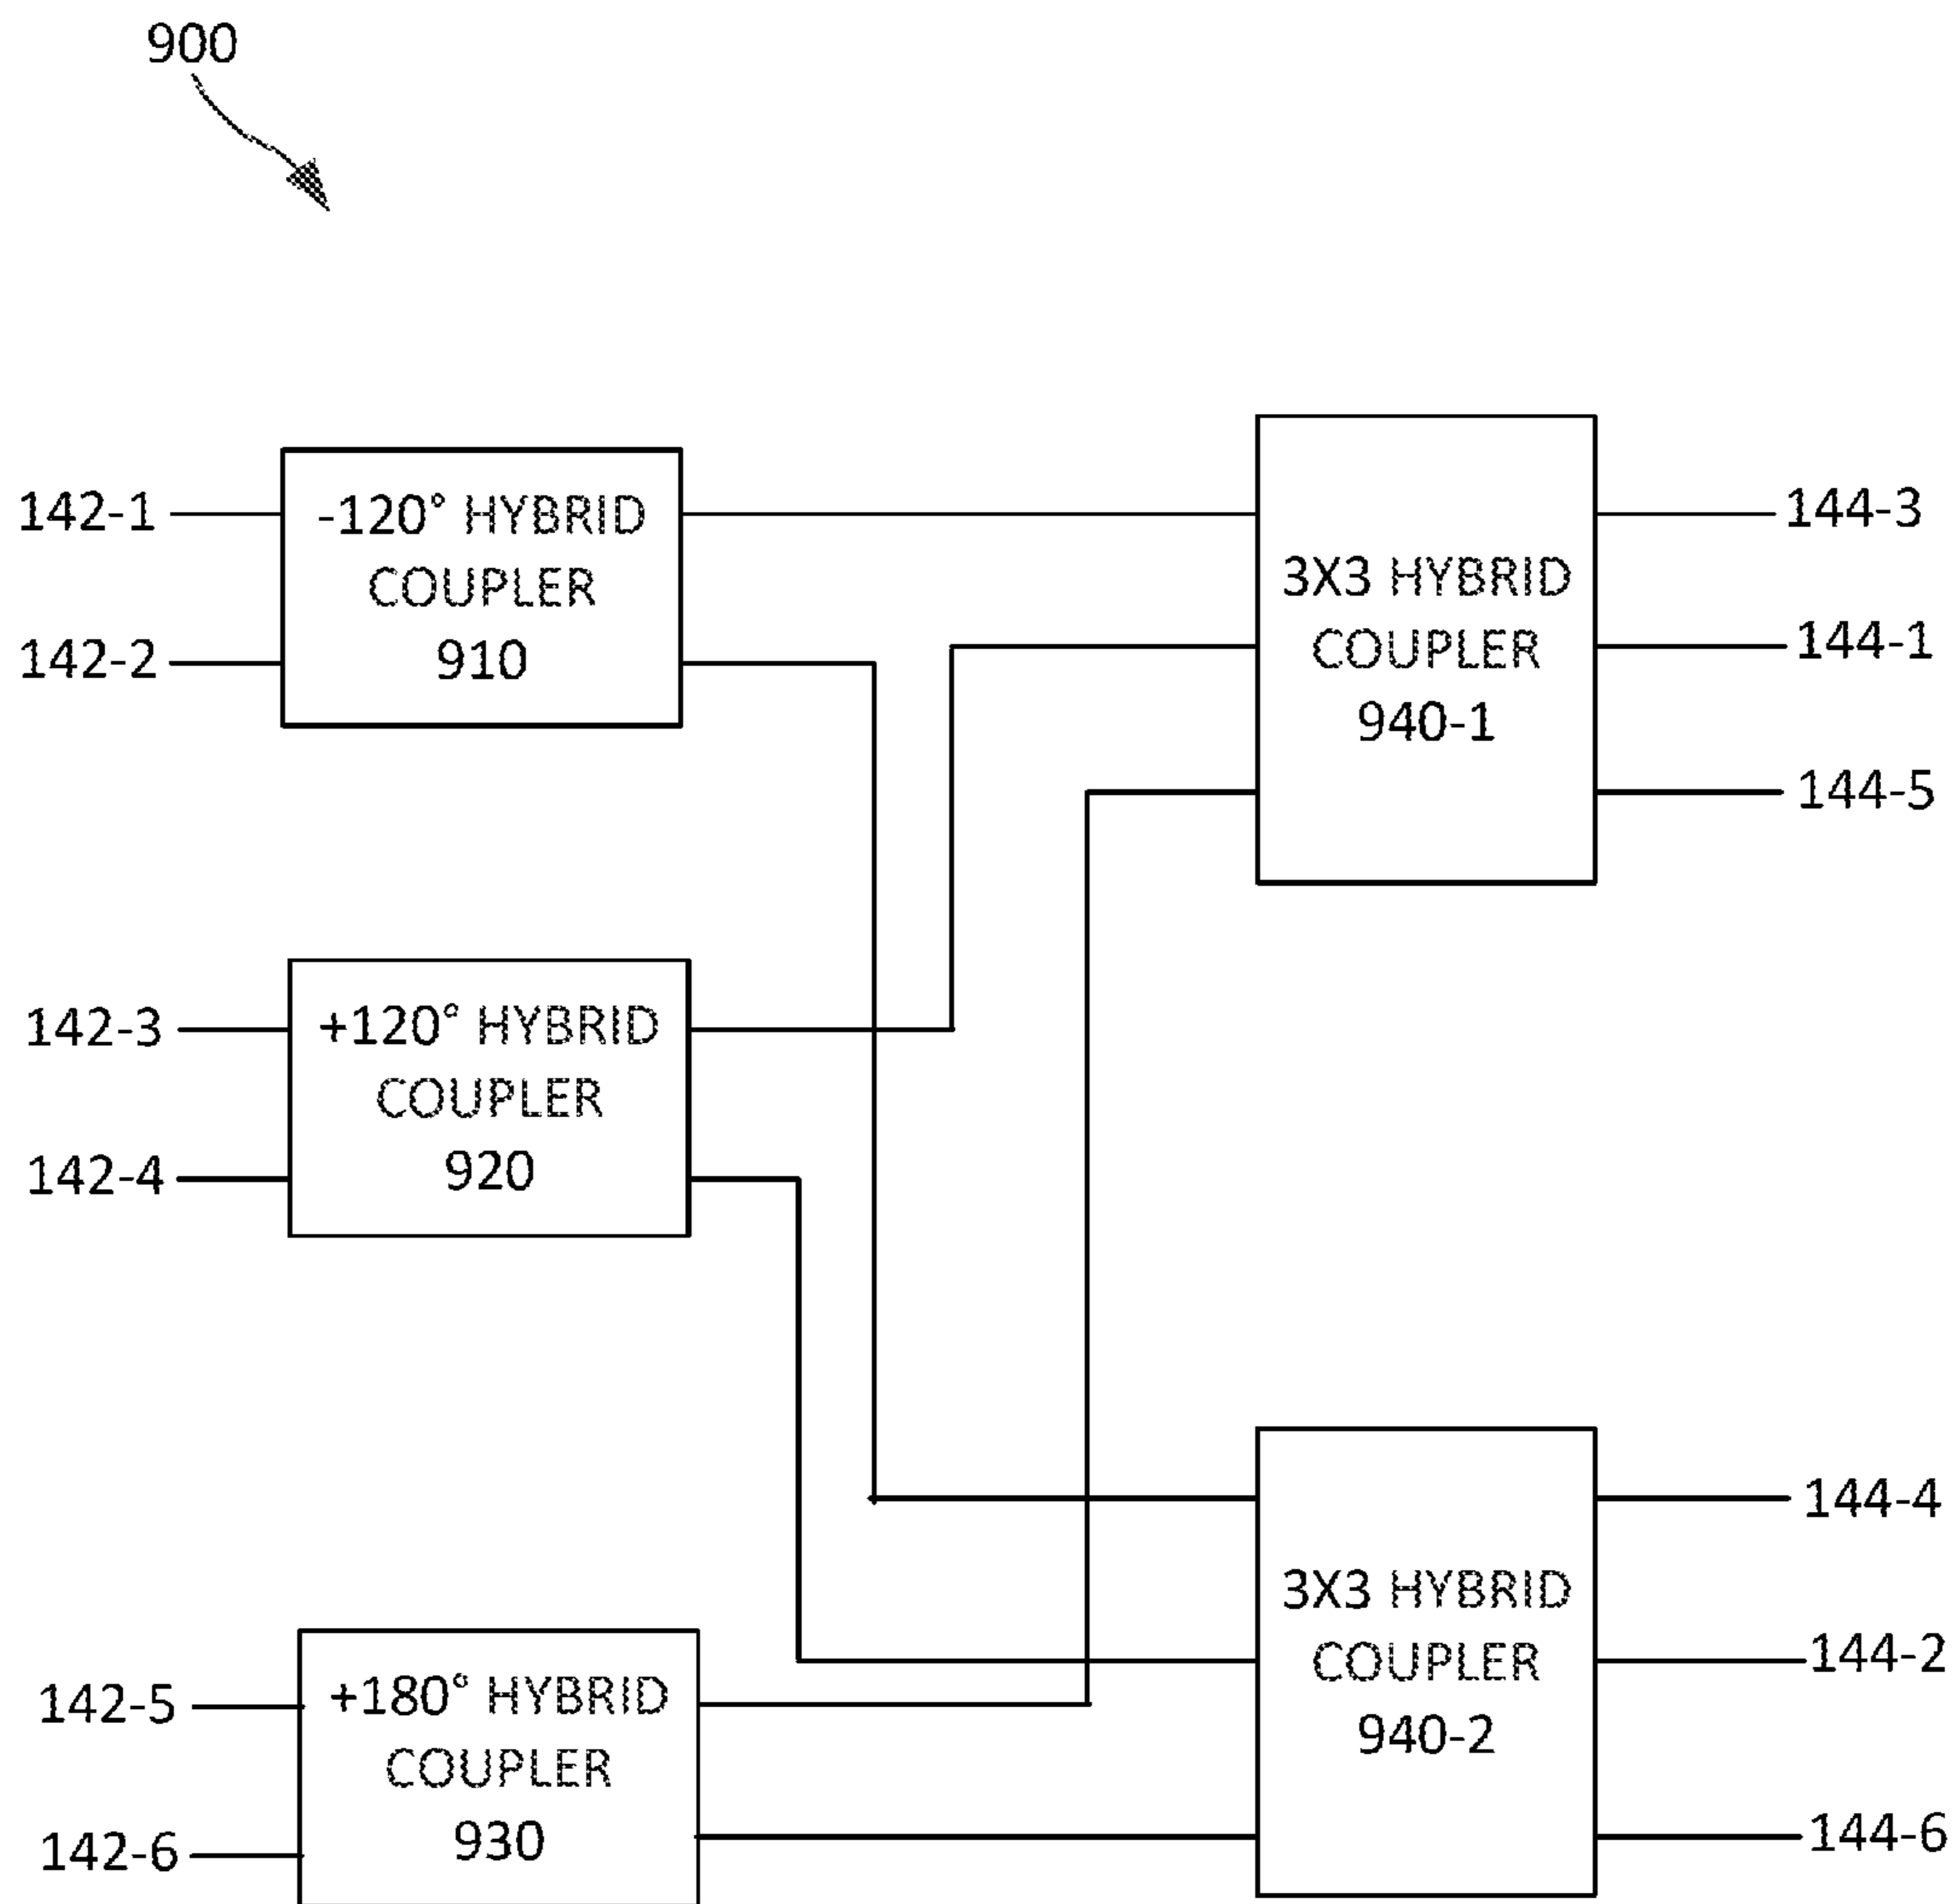 900
142-1
142-2
-120° HYBRID
COUPLER
910
3X3 HYBRID
COUPLER
940-1
144-3
144-1
144-5
142-3
142-4
+120° HYBRID
COUPLER
920
142-5
142-6
+180° HYBRID
COUPLER
930
3X3 HYBRID
COUPLER
940-2
144-4
144-2
144-6